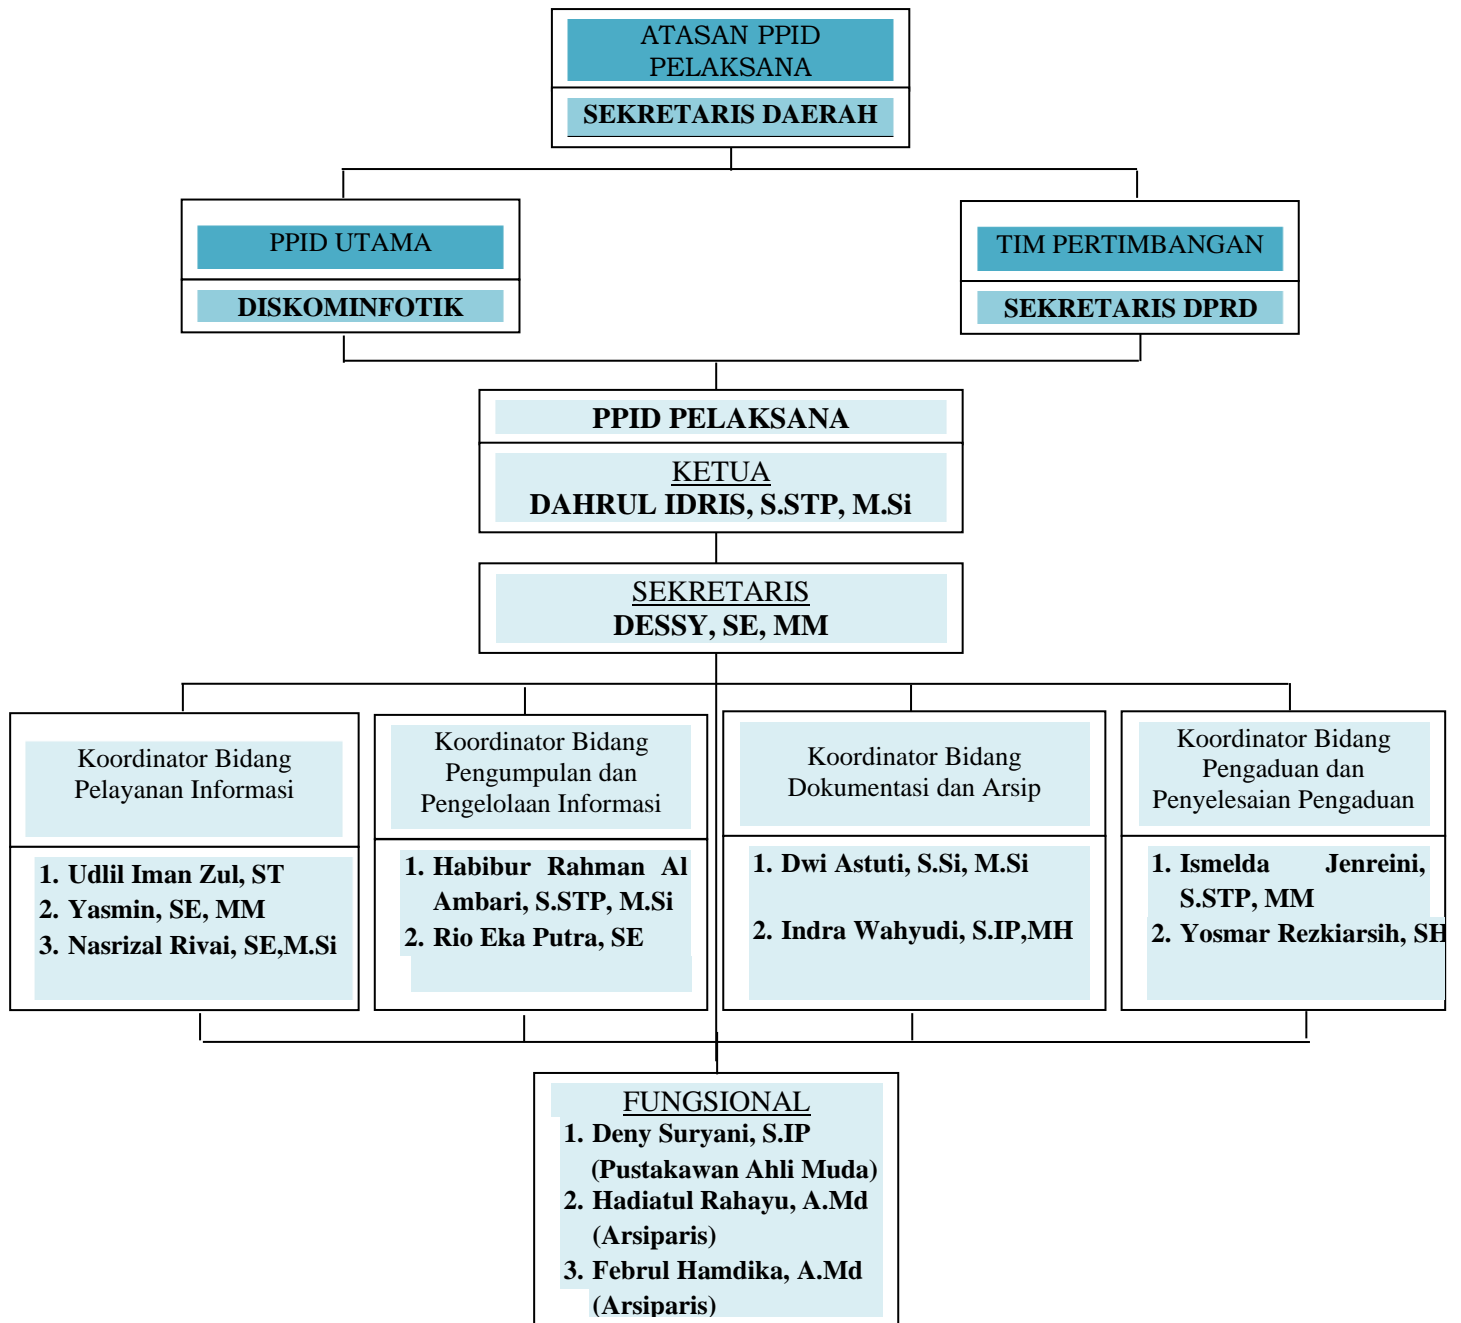 ATASAN PPID
PELAKSANA
SEKRETARIS DAERAH
PPID UTAMA
DISKOMINFOTIK
TIM PERTIMBANGAN
SEKRETARIS DPRD
PPID PELAKSANA
KETUA
DAHRUL IDRIS, S.STP, M.Si
SEKRETARIS
DESSY, SE, MM
Koordinator Bidang
Pelayanan Informasi
1. Udlil Iman Zul, ST
2. Yasmin, SE, MM
3. Nasrizal Rivai, SE,M.Si
Koordinator Bidang
Pengumpulan dan
Pengelolaan Informasi
1. Habibur Rahman Al
Ambari, S.STP, M.Si
2. Rio Eka Putra, SE
Koordinator Bidang
Dokumentasi dan Arsip
1. Dwi Astuti, S.Si, M.Si
2. Indra Wahyudi, S.IP,MH
Koordinator Bidang
Pengaduan dan
Penyelesaian Pengaduan
1. Ismelda Jenreini,
S.STP, MM
2. Yosmar Rezkiarsih, SH
FUNGSIONAL
1. Deny Suryani, S.IP
(Pustakawan Ahli Muda)
2. Hadiatul Rahayu, A.Md
(Arsiparis)
3. Februl Hamdika, A.Md
(Arsiparis)